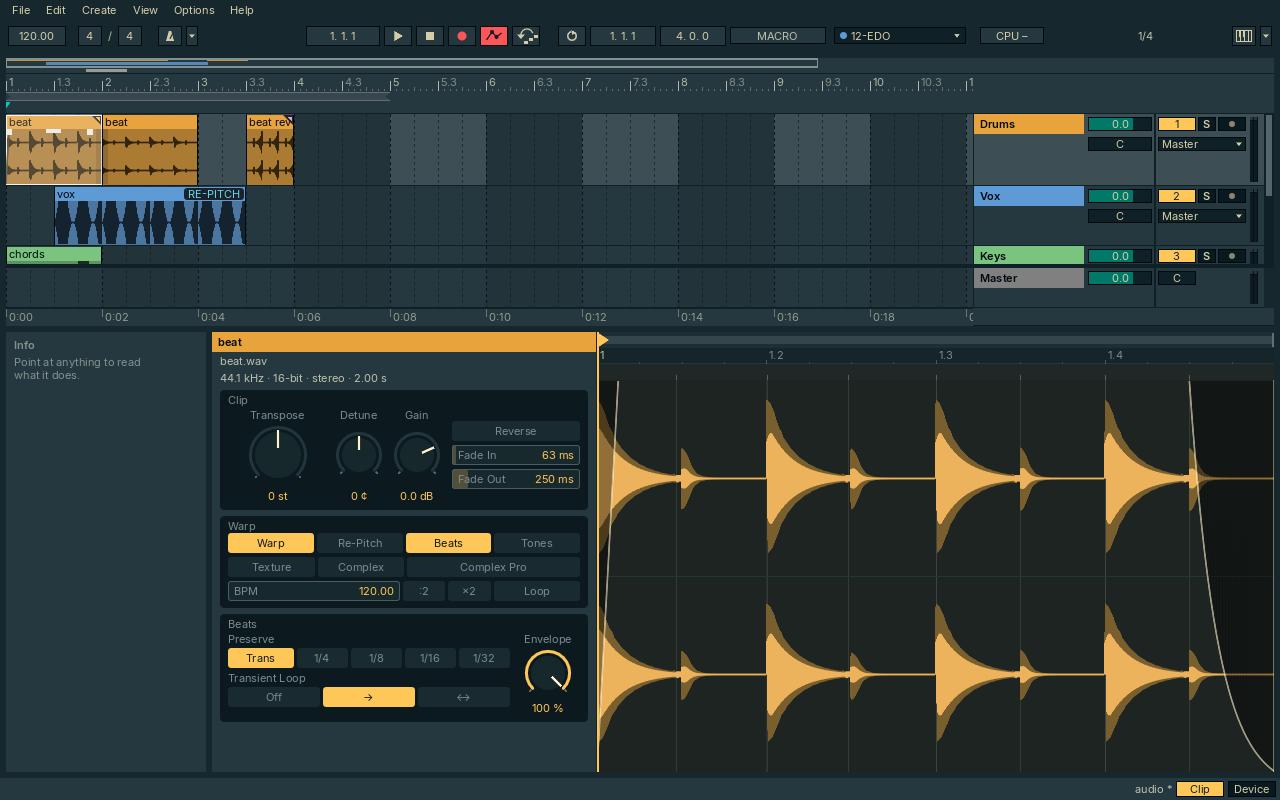 File Edit Create View Options Help
120.00 4 / 4 1. 1. 1 1. 1. 1 4. 0. 0 MACRO 12-EDO CPU – 1/4
1 1.3 2 2.3 3 3.3 4 4.3 5 5.3 6 6.3 7 7.3 8 8.3 9 9.3 10 10.3 1
beat beat beat rev Drums 0.0 1 S
C Master
vox RE-PITCH Vox 0.0 2 S
C Master
chords Keys 0.0 3 S
Master 0.0 C
0:00 0:02 0:04 0:06 0:08 0:10 0:12 0:14 0:16 0:18
Info
Point at anything to read
what it does.
beat
beat.wav
44.1 kHz · 16-bit · stereo · 2.00 s
1 1.2 1.3 1.4
Clip
Transpose Detune Gain
Reverse
Fade In 63 ms
Fade Out 250 ms
0 st 0 ¢ 0.0 dB
Warp
Warp Re-Pitch Beats Tones
Texture Complex Complex Pro
BPM 120.00 :2 ×2 Loop
Beats
Preserve Envelope
Trans 1/4 1/8 1/16 1/32
Transient Loop
Off → ↔
100 %
audio * Clip Device